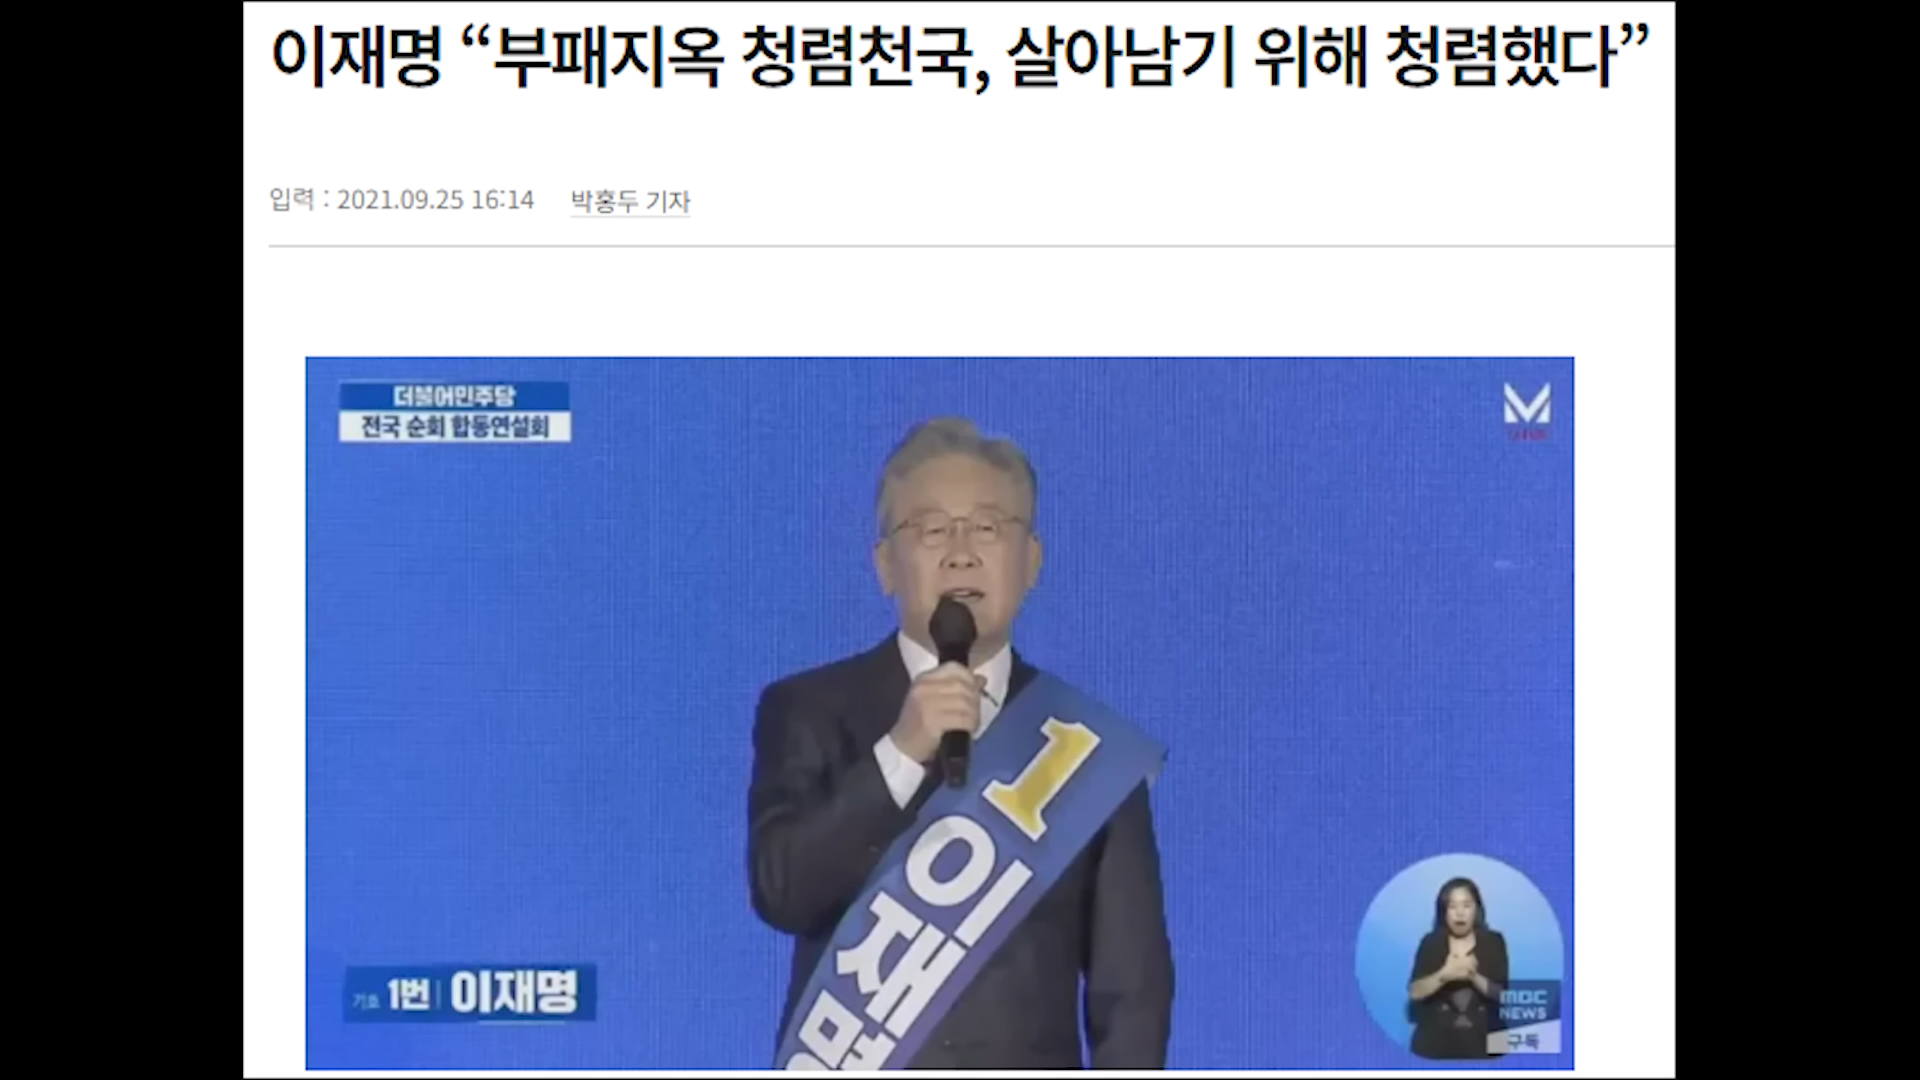 이재명 “부패지옥 청렴천국, 살아남기 위해 청렴했다”
입력 : 2021.09.25 16:14 박홍두 기자
더불어민주당
전국 순회 합동연설회
1
이재명
기호 1번 이재명
MBC
NEWS
구독